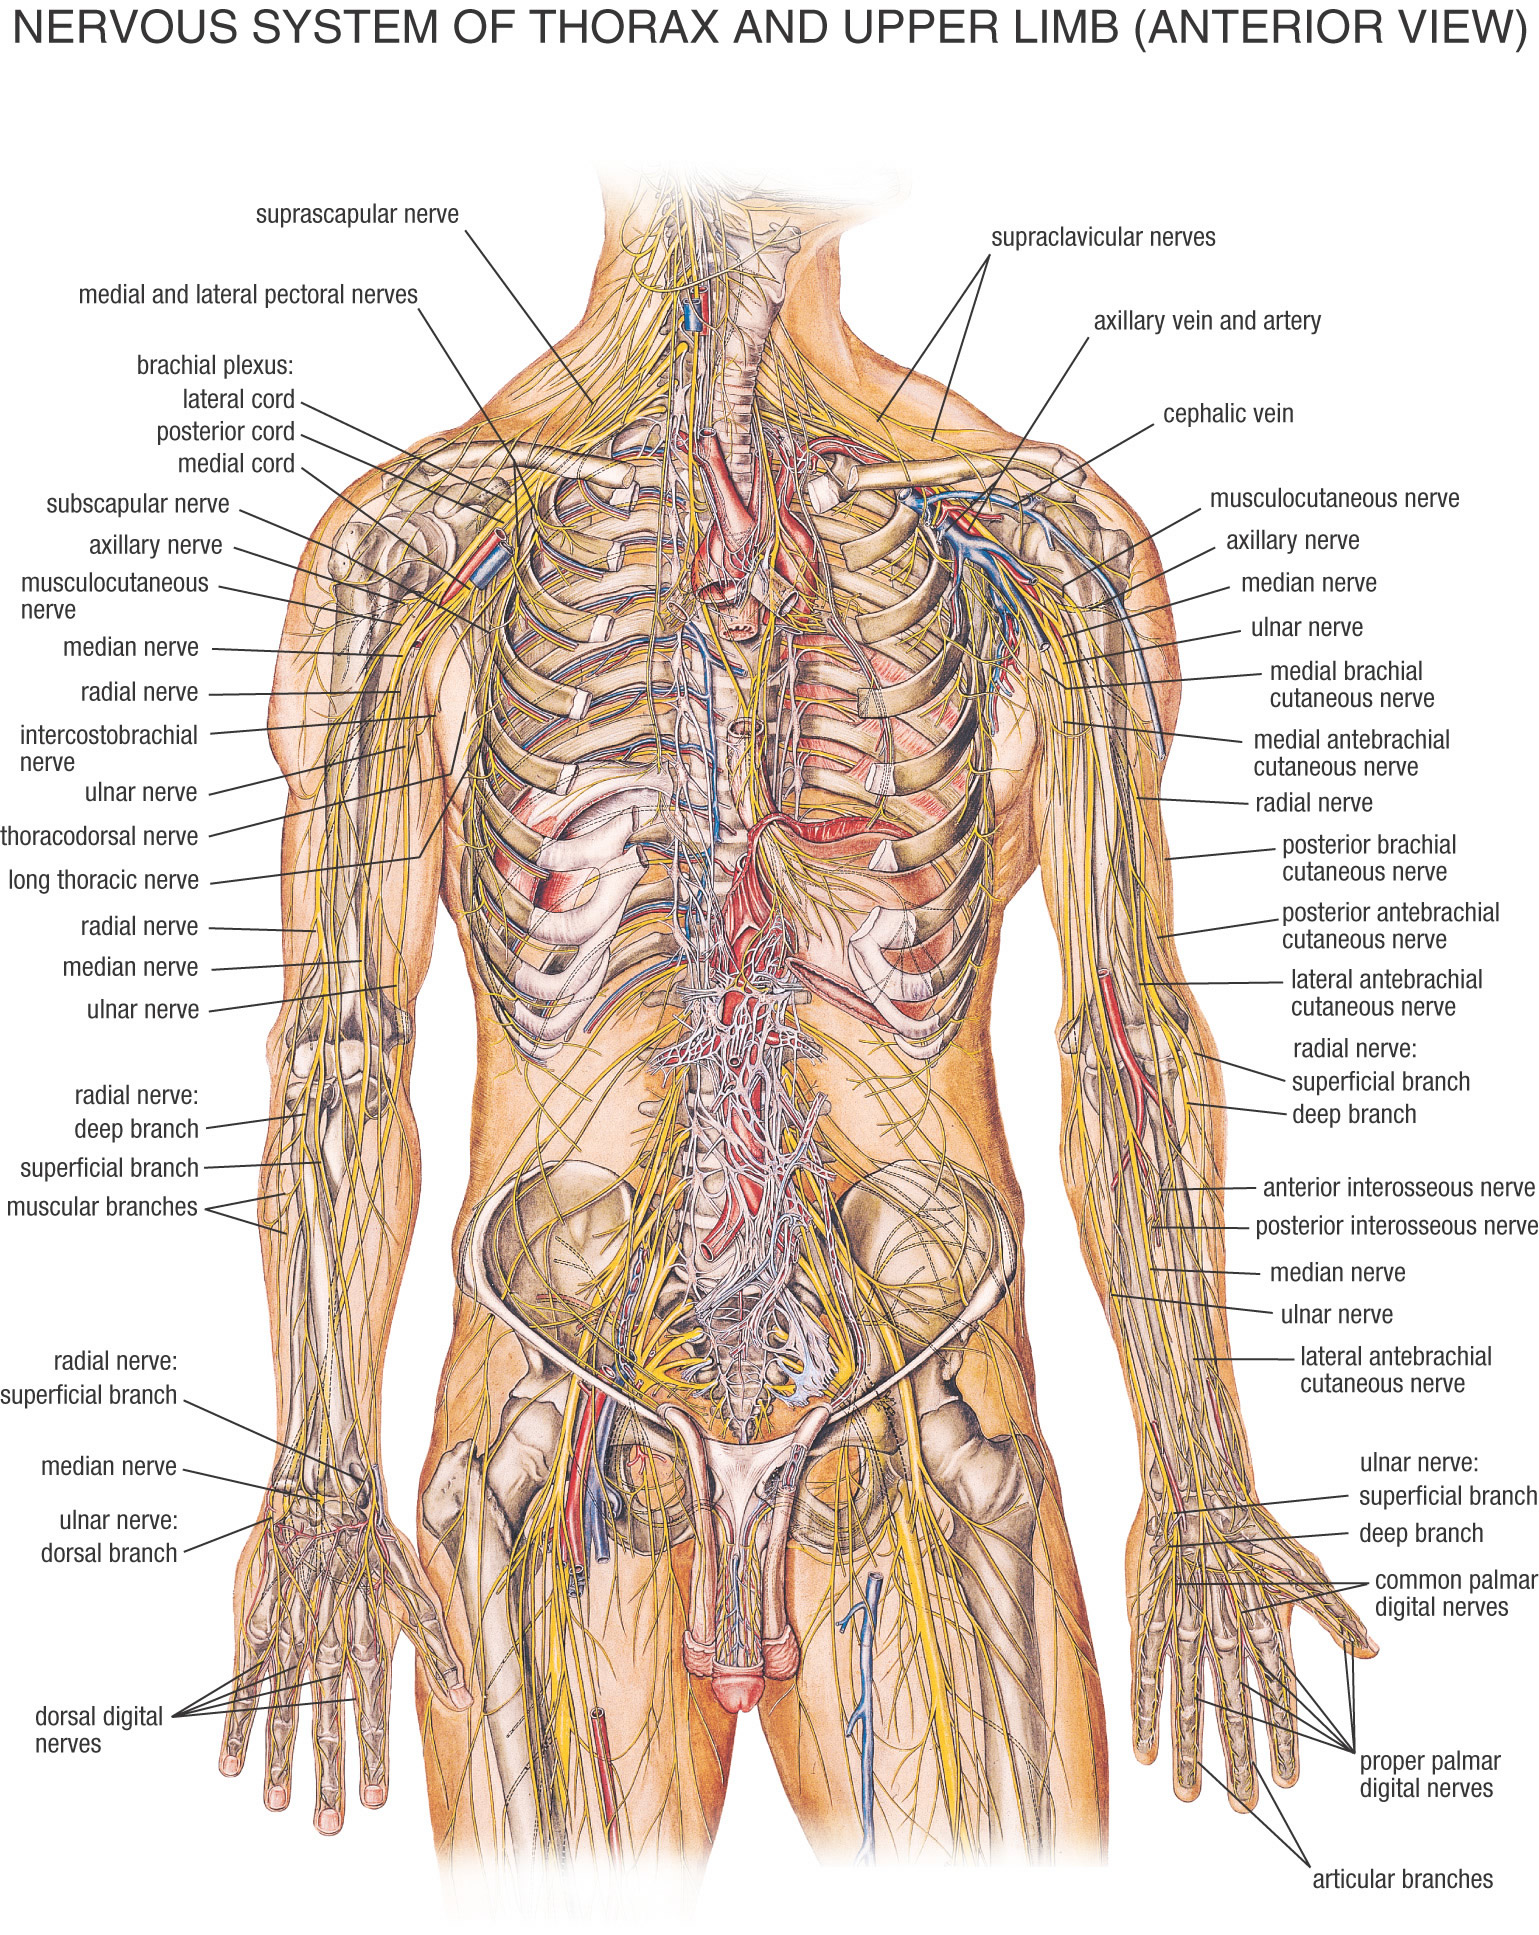 NERVOUS SYSTEM OF THORAX AND UPPER LIMB (ANTERIOR VIEW)
suprascapular nerve
medial and lateral pectoral nerves
brachial plexus:
lateral cord
posterior cord
medial cord
subscapular nerve
axillary nerve
musculocutaneous
nerve
median nerve
radial nerve
intercostobrachial
nerve
ulnar nerve
thoracodorsal nerve
long thoracic nerve
radial nerve
median nerve
ulnar nerve
radial nerve:
deep branch
superficial branch
muscular branches
radial nerve:
superficial branch
median nerve
ulnar nerve:
dorsal branch
dorsal digital
nerves
supraclavicular nerves
axillary vein and artery
cephalic vein
musculocutaneous nerve
axillary nerve
median nerve
ulnar nerve
medial brachial
cutaneous nerve
medial antebrachial
cutaneous nerve
radial nerve
posterior brachial
cutaneous nerve
posterior antebrachial
cutaneous nerve
lateral antebrachial
cutaneous nerve
radial nerve:
superficial branch
deep branch
anterior interosseous nerve
posterior interosseous nerve
median nerve
ulnar nerve
lateral antebrachial
cutaneous nerve
ulnar nerve:
superficial branch
deep branch
common palmar
digital nerves
proper palmar
digital nerves
articular branches